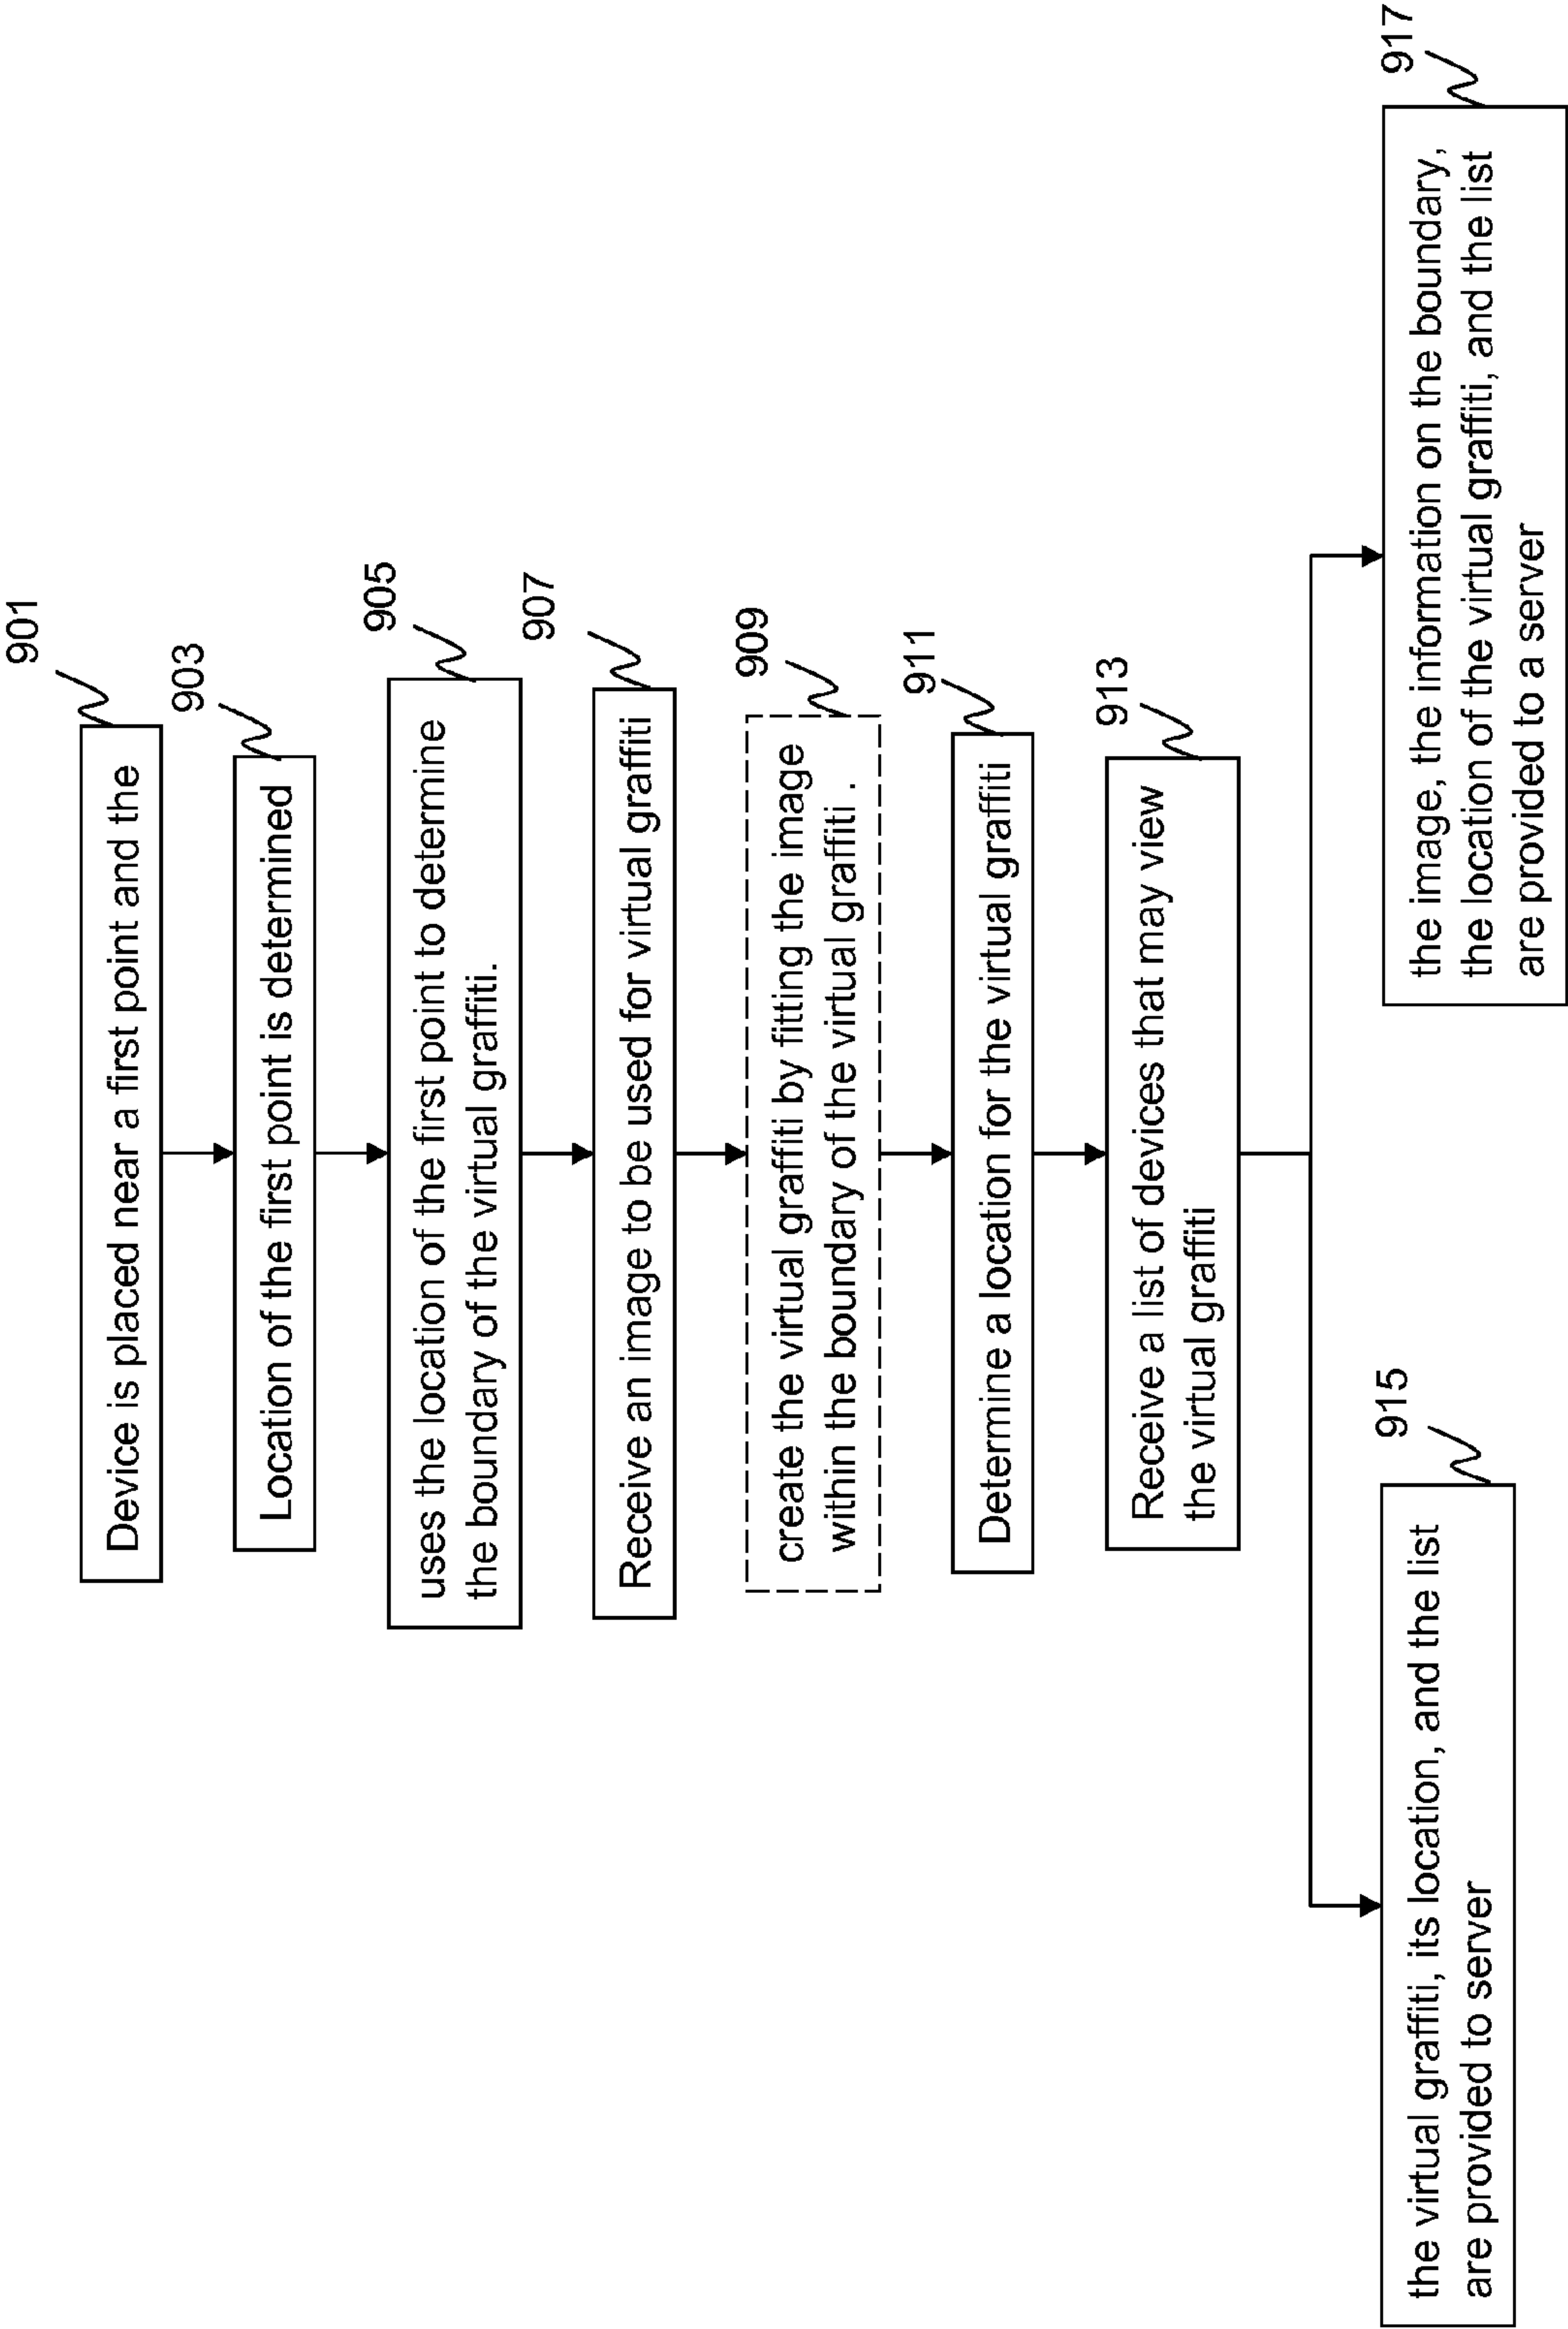 901
Device is placed near a first point and the
903
Location of the first point is determined
905
uses the location of the first point to determine
the boundary of the virtual graffiti.
907
Receive an image to be used for virtual graffiti
909
create the virtual graffiti by fitting the image
within the boundary of the virtual graffiti .
911
Determine a location for the virtual graffiti
913
Receive a list of devices that may view
the virtual graffiti
915
the virtual graffiti, its location, and the list
are provided to server
917
the image, the information on the boundary,
the location of the virtual graffiti, and the list
are provided to a server